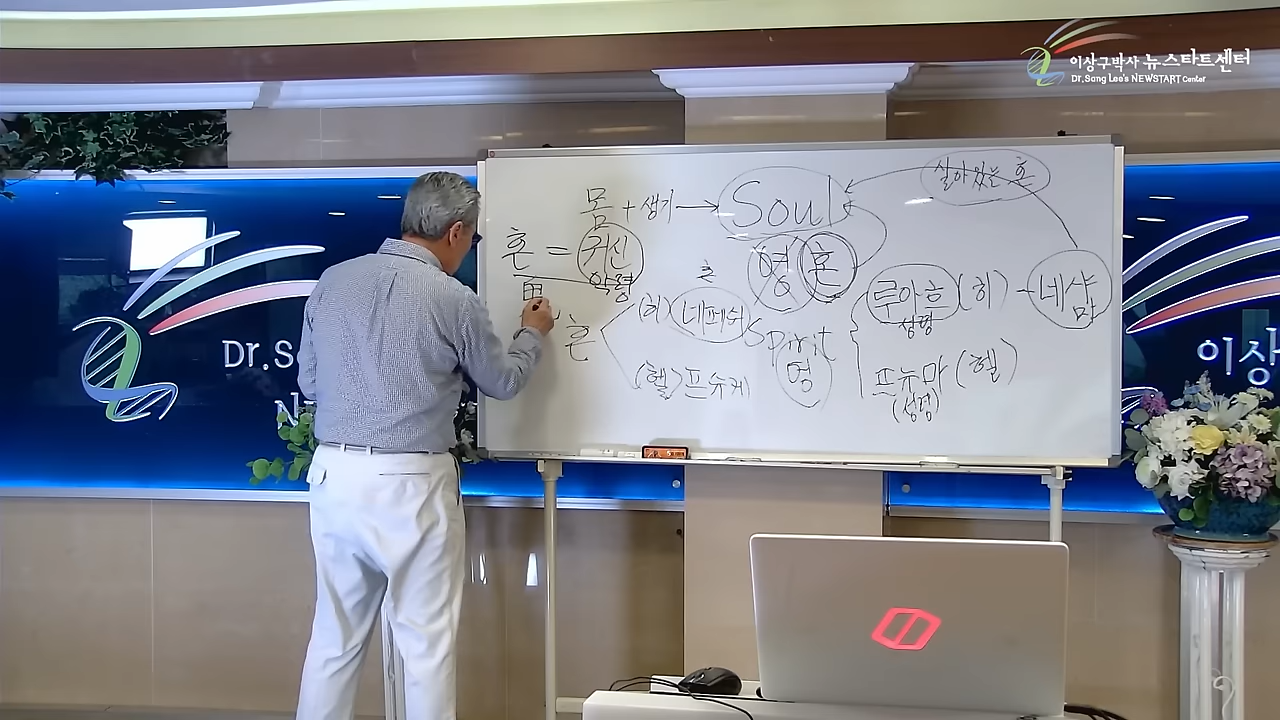 이상구박사 뉴스타트센터
Dr.Sang Lee's NEWSTART Center
몸 + 생기 → Soul
살아있는 혼
혼 = 귀신
악령
영혼
혼
(히) 네페쉬
Spirit
루아흐 (히) - 네샴마
성령
혼
(헬) 프슈케
영
프뉴마 (헬)
(성령)
Dr.S
N
이상